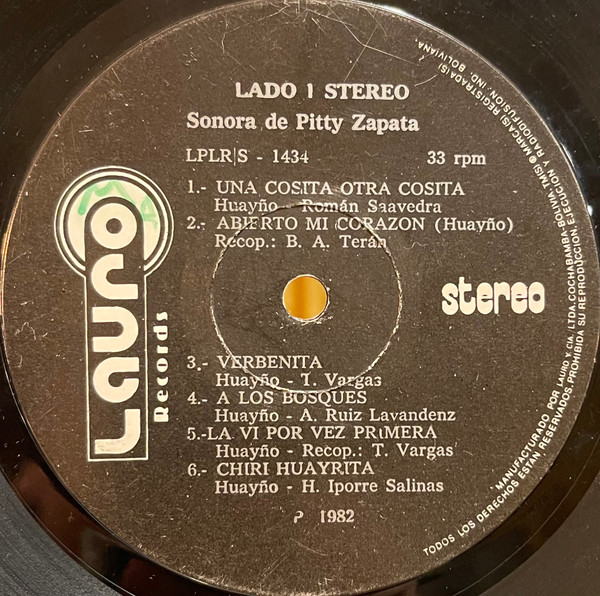 LADO 1 STEREO
Sonora de Pitty Zapata
LPLR|S - 1434 33 rpm
1.- UNA COSITA OTRA COSITA
Huayño - Román Saavedra
2.- ABIERTO MI CORAZON (Huayño)
Recop.: B. A. Terán
stereo
3.- VERBENITA
Huayño - T. Vargas
4.- A LOS BOSQUES
Huayño - A. Ruiz Lavandenz
5.-LA VI POR VEZ PRIMERA
Huayño - Recop.: T. Vargas
6.- CHIRI HUAYRITA
Huayño - H. Iporre Salinas
P 1982
LAURO
Records
MANUFACTURADO POR LAURO Y CIA. LTDA. COCHABAMBA-BOLIVIA. MARCA(S) REGISTRADA(S) IND. BOLIVIANA.
TODOS LOS DERECHOS ESTAN RESERVADOS. PROHIBIDA SU REPRODUCCION, EJECUCION Y RADIODIFUSION